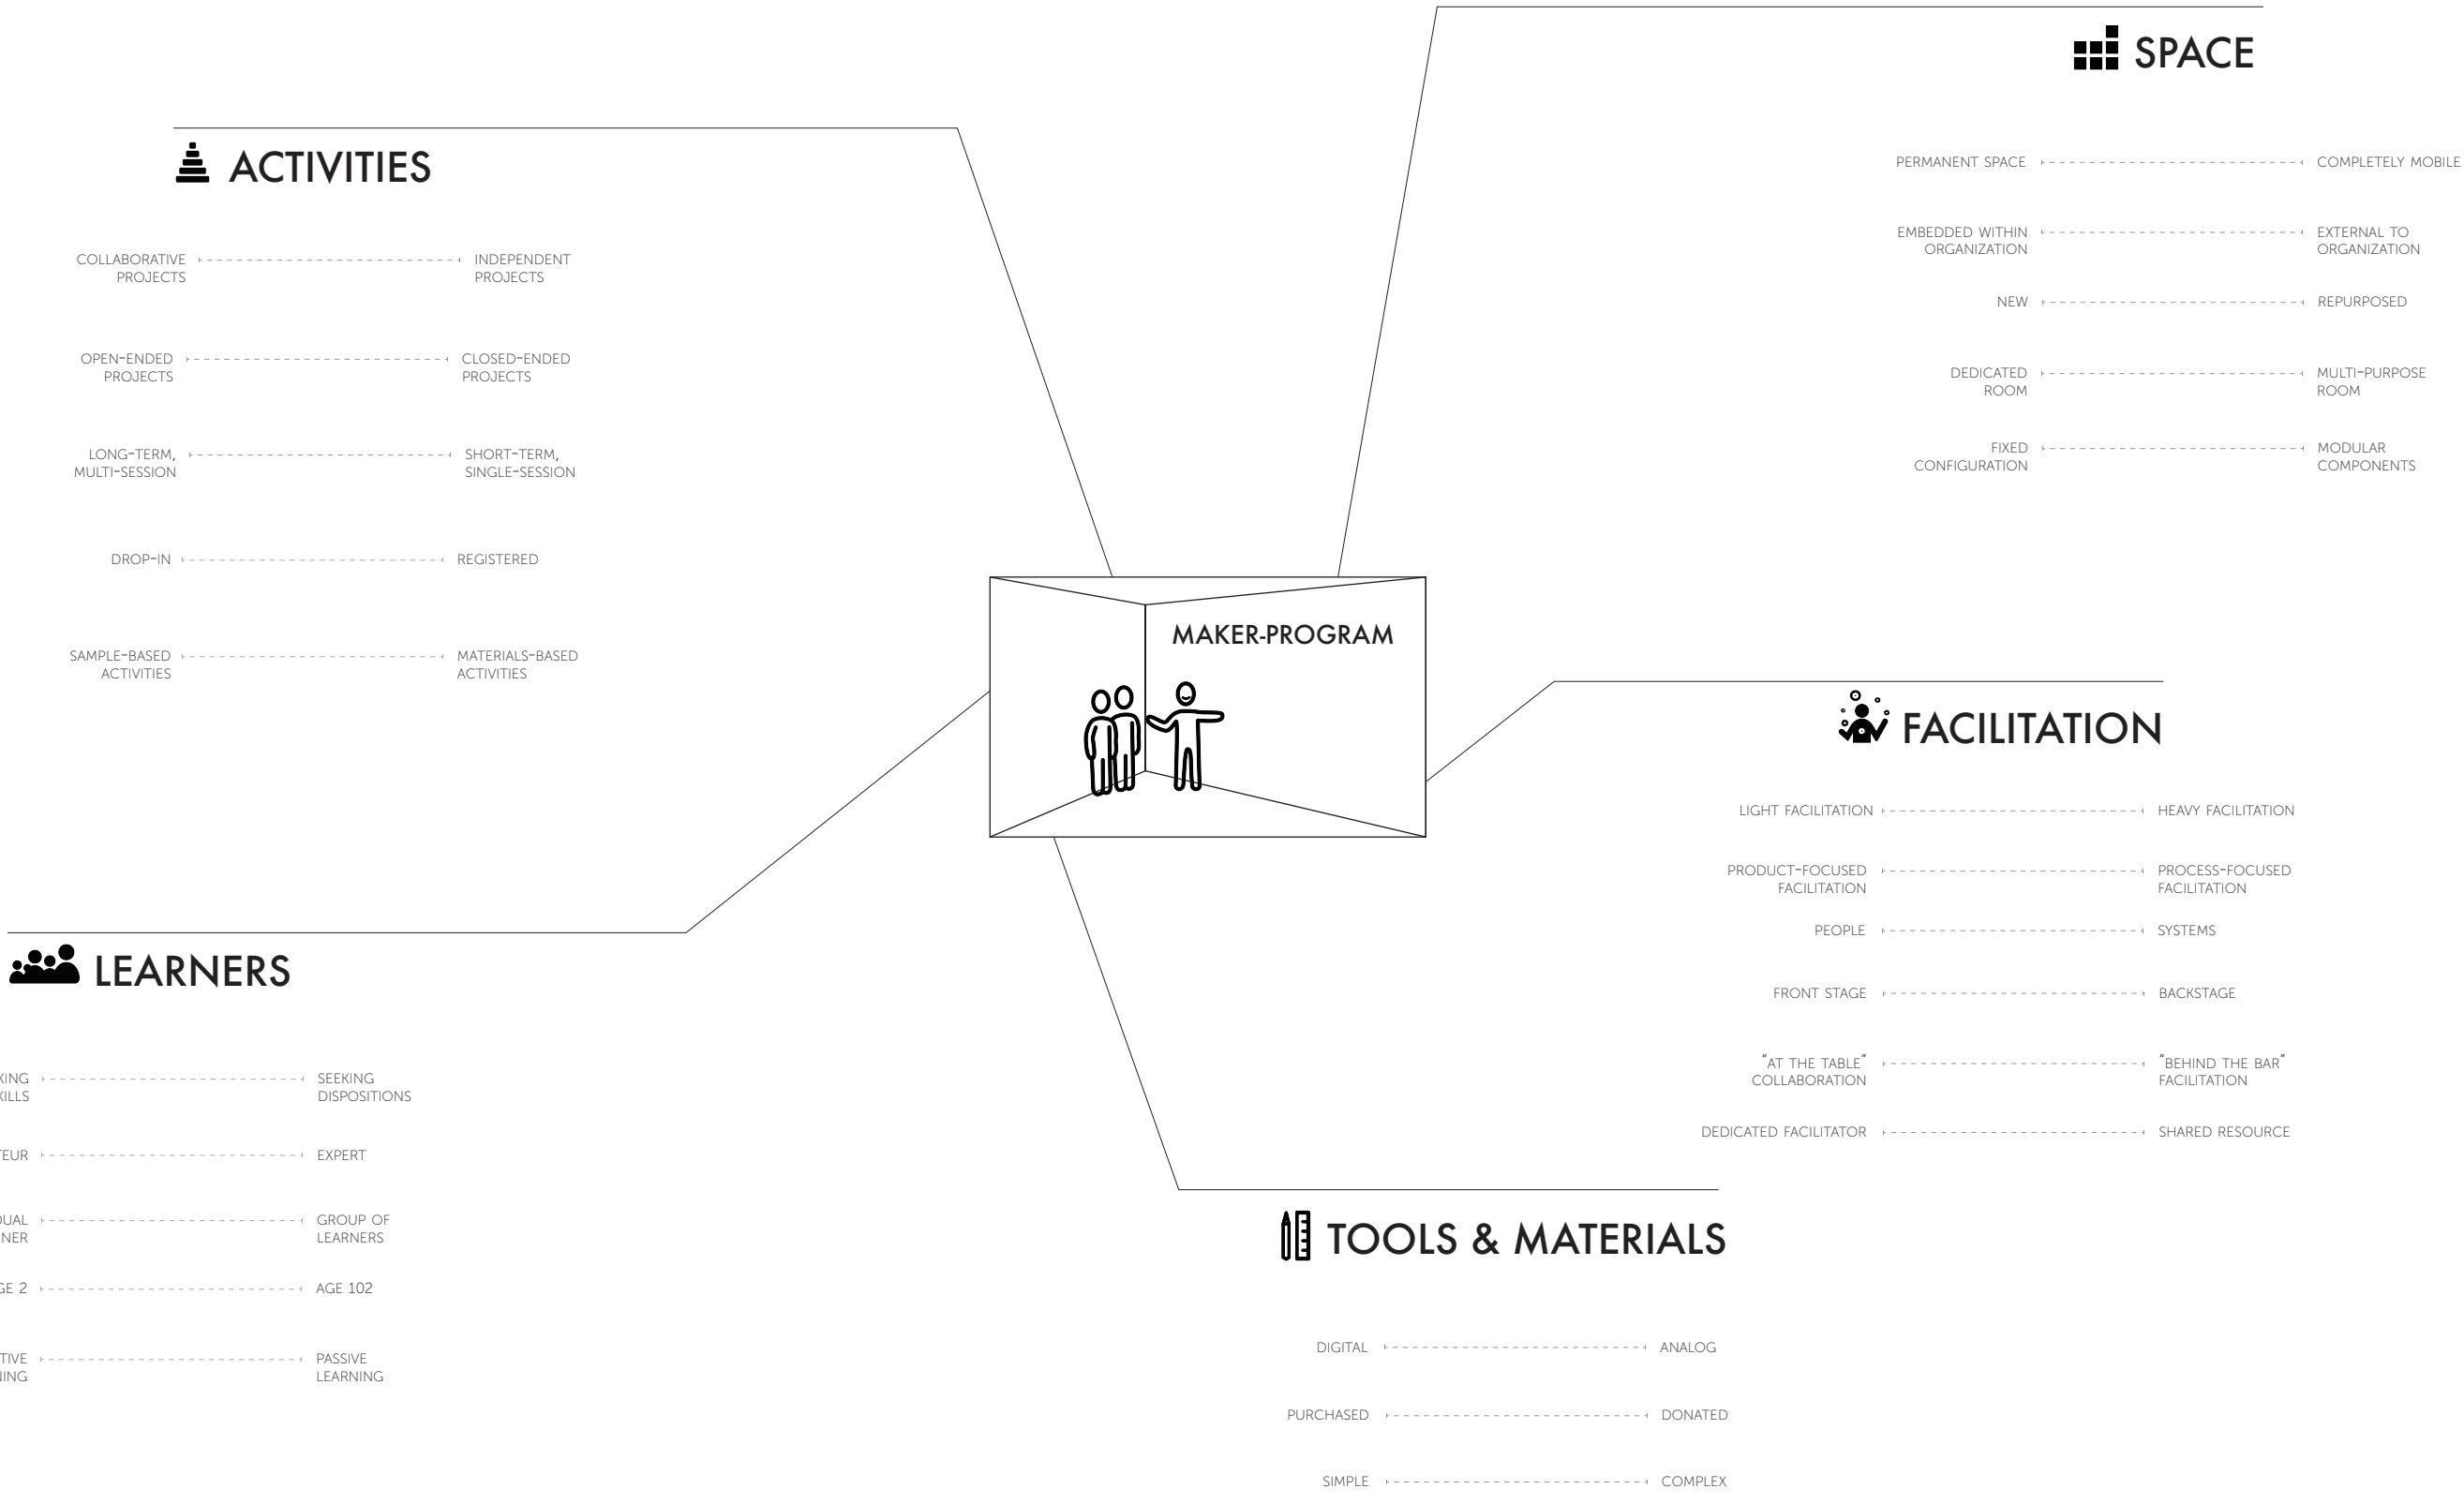 SPACE
PERMANENT SPACE
COMPLETELY MOBILE
EMBEDDED WITHIN
ORGANIZATION
EXTERNAL TO
ORGANIZATION
NEW
REPURPOSED
DEDICATED
ROOM
MULTI-PURPOSE
ROOM
FIXED
CONFIGURATION
MODULAR
COMPONENTS
ACTIVITIES
COLLABORATIVE
PROJECTS
INDEPENDENT
PROJECTS
OPEN-ENDED
PROJECTS
CLOSED-ENDED
PROJECTS
LONG-TERM,
MULTI-SESSION
SHORT-TERM,
SINGLE-SESSION
DROP-IN
REGISTERED
SAMPLE-BASED
ACTIVITIES
MATERIALS-BASED
ACTIVITIES
MAKER-PROGRAM
FACILITATION
LIGHT FACILITATION
HEAVY FACILITATION
PRODUCT-FOCUSED
FACILITATION
PROCESS-FOCUSED
FACILITATION
PEOPLE
SYSTEMS
FRONT STAGE
BACKSTAGE
"AT THE TABLE"
COLLABORATION
"BEHIND THE BAR"
FACILITATION
DEDICATED FACILITATOR
SHARED RESOURCE
LEARNERS
SEEKING
DISPOSITIONS
EXPERT
GROUP OF
LEARNERS
2
AGE 102
PASSIVE
LEARNING
TOOLS & MATERIALS
DIGITAL
ANALOG
PURCHASED
DONATED
SIMPLE
COMPLEX